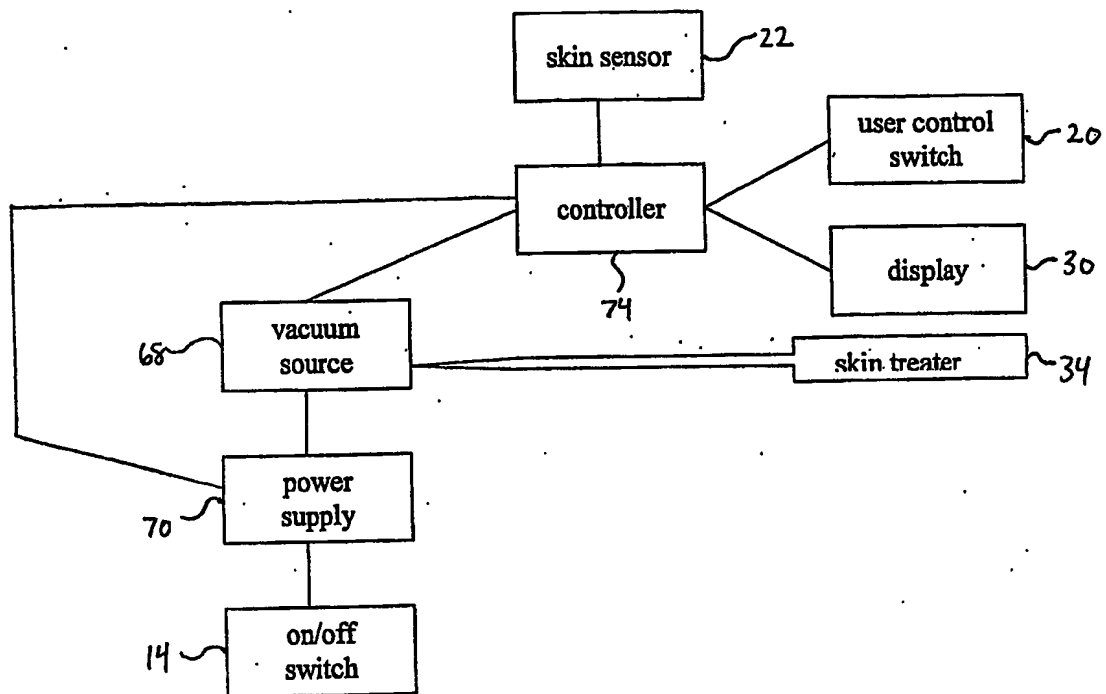 skin sensor
22
user control
switch
20
controller
74
display
30
vacuum
source
68
skin treater
34
power
supply
70
on/off
switch
14